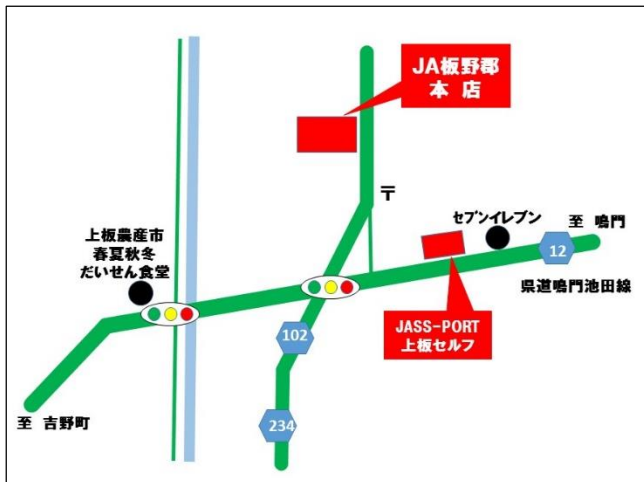 JA板野郡
本 店
〒
セブンイレブン
至 鳴門
12
県道鳴門池田線
上板農産市
春夏秋冬
だいせん食堂
JASS-PORT
上板セルフ
102
至 吉野町
234